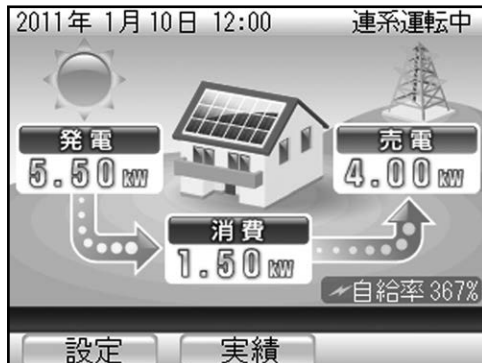 2011年 1月10日 12:00 連系運転中
発電
5.50kW
売電
4.00kW
消費
1.50kW
自給率367%
設定 実績